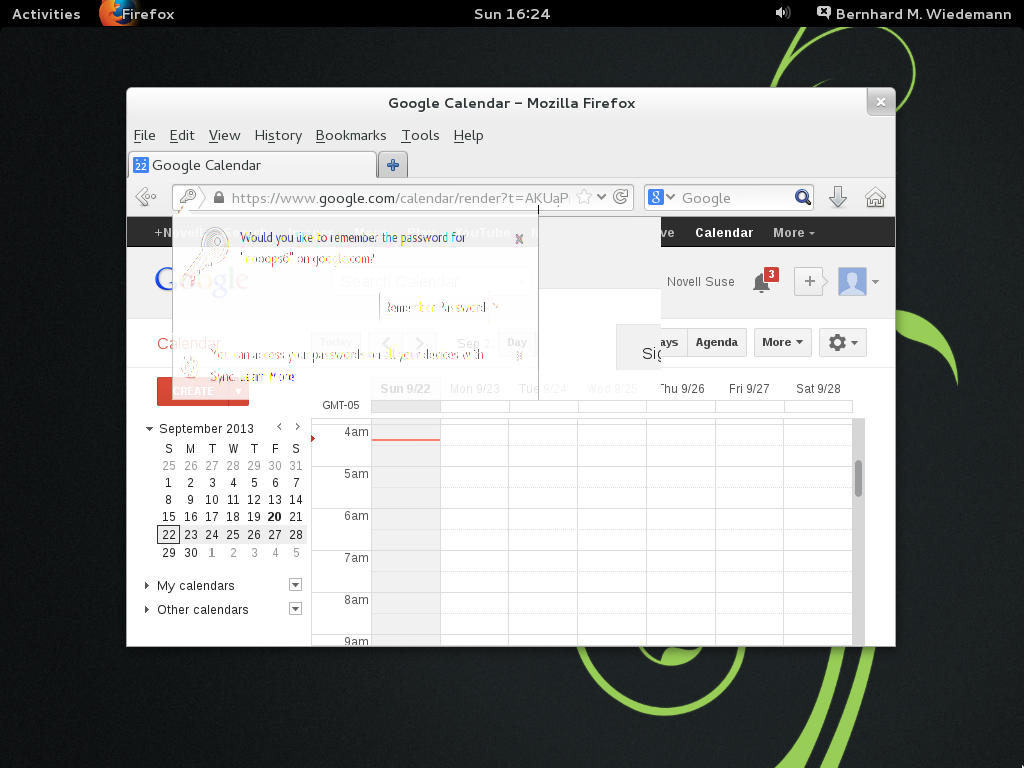 Activities Firefox Sun 16:24 Bernhard M. Wiedemann
Google Calendar - Mozilla Firefox
File Edit View History Bookmarks Tools Help
22 Google Calendar
https://www.google.com/calendar/render?t=AKUaP 8 Google
Calendar More
Would you like to remember the password for
on google.com?
Google Search Calendar Novell Suse 3
Remember Password
Calendar Today Sep Day ays Agenda More
You can access your passwords on all your devices with
Sync. Learn More
CREATE Sun 9/22 Mon 9/23 Tue 9/24 Wed 9/25 Thu 9/26 Fri 9/27 Sat 9/28
GMT-05
September 2013
S M T W T F S
25 26 27 28 29 30 31
1 2 3 4 5 6 7
8 9 10 11 12 13 14
15 16 17 18 19 20 21
22 23 24 25 26 27 28
29 30 1 2 3 4 5
My calendars
Other calendars
4am
5am
6am
7am
8am
9am